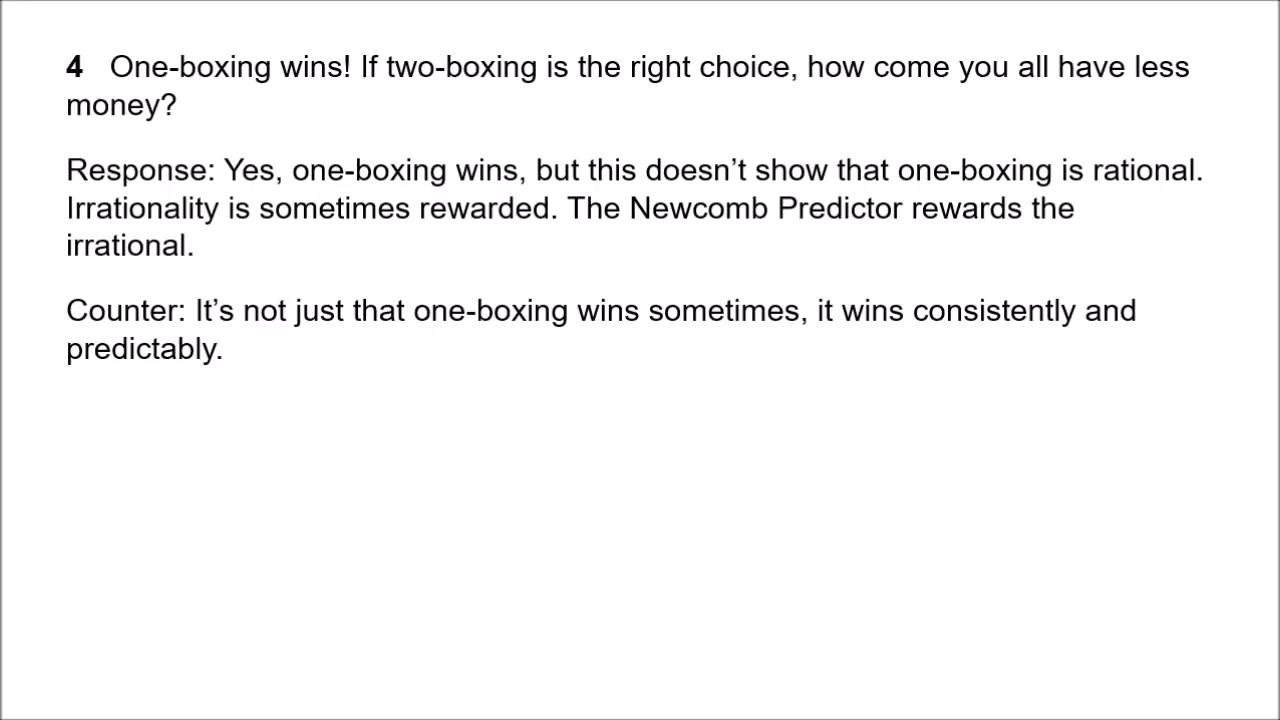 4 One-boxing wins! If two-boxing is the right choice, how come you all have less
money?
Response: Yes, one-boxing wins, but this doesn’t show that one-boxing is rational.
Irrationality is sometimes rewarded. The Newcomb Predictor rewards the
irrational.
Counter: It’s not just that one-boxing wins sometimes, it wins consistently and
predictably.